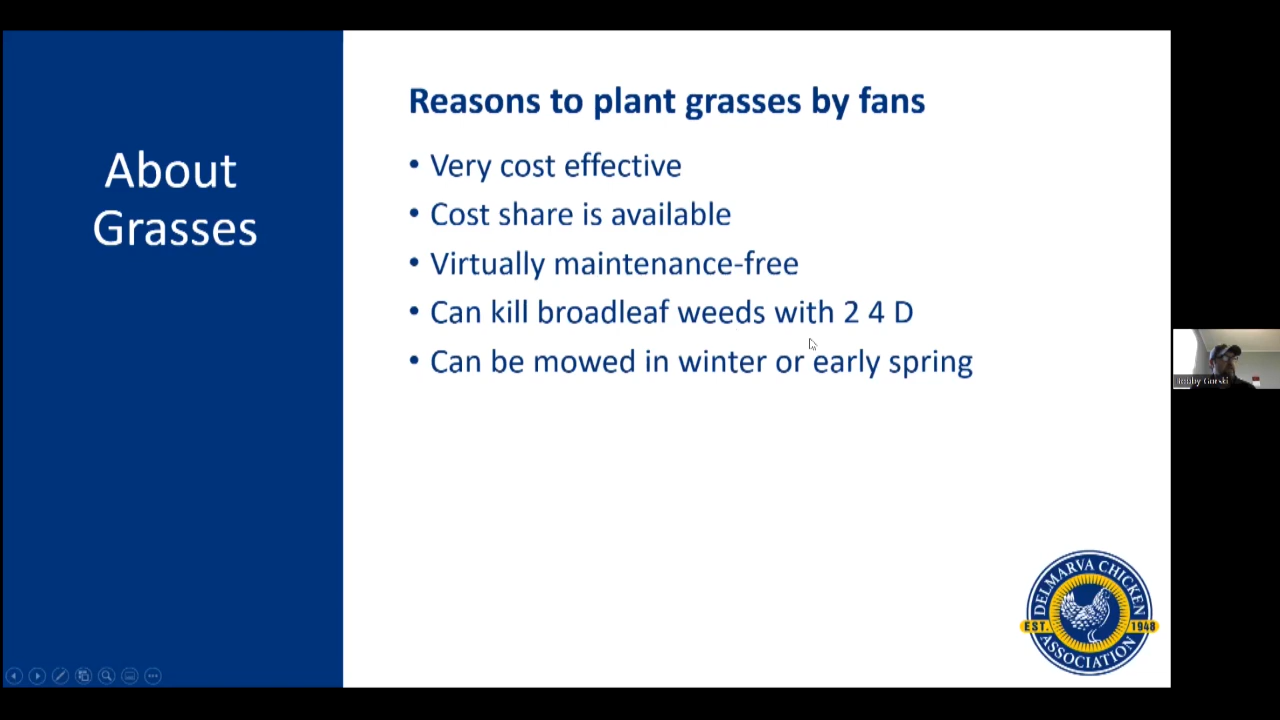 About
Grasses
Reasons to plant grasses by fans
• Very cost effective
• Cost share is available
• Virtually maintenance-free
• Can kill broadleaf weeds with 2 4 D
• Can be mowed in winter or early spring
DELMARVA CHICKEN
EST. 1948
ASSOCIATION
Gorski